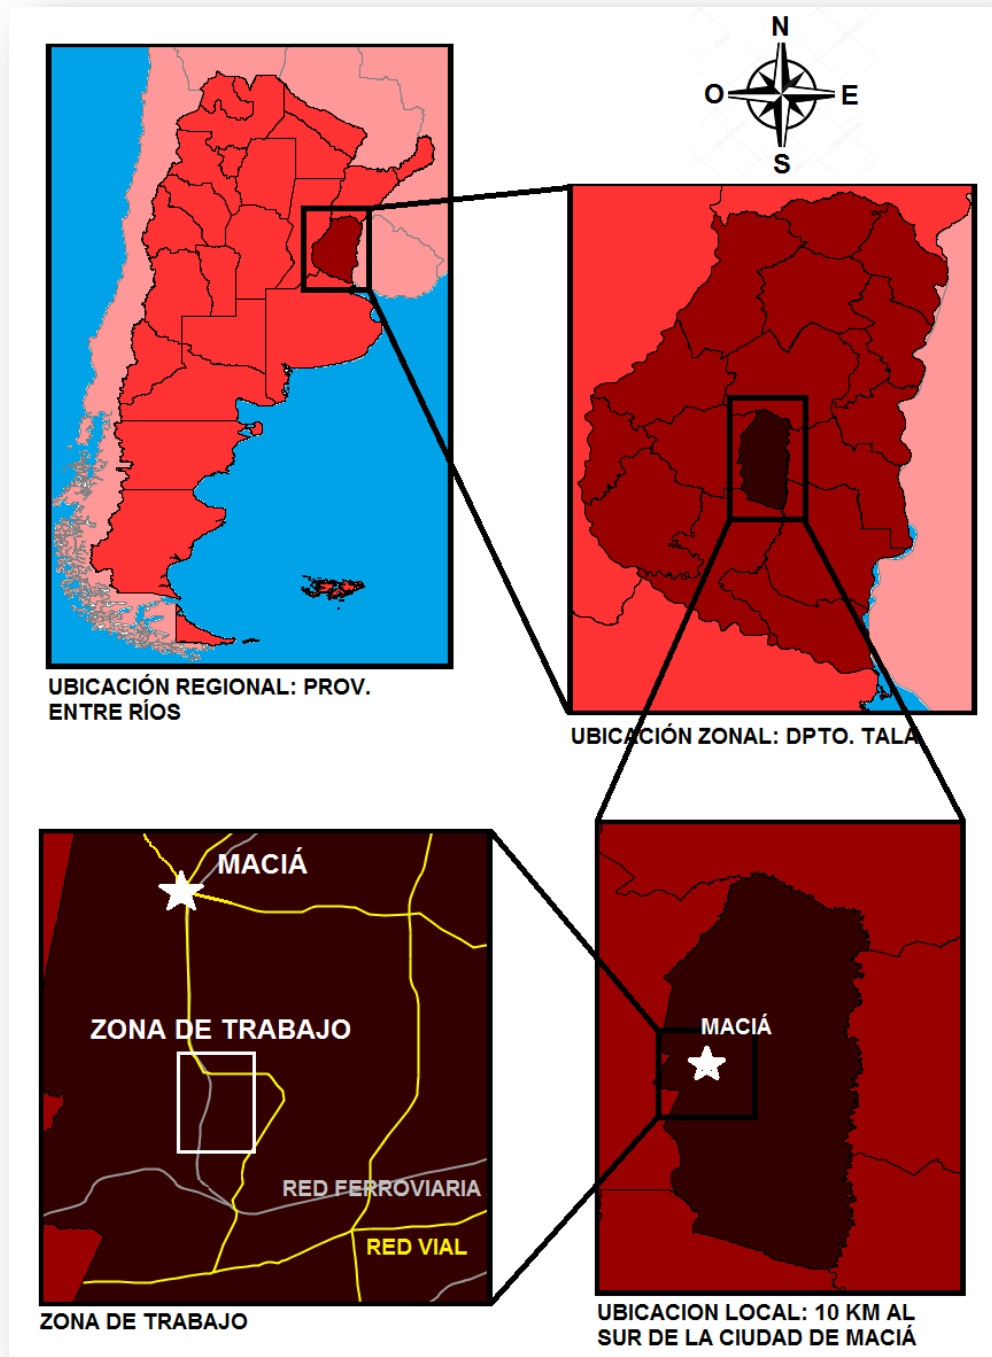 N
O
E
S
UBICACIÓN REGIONAL: PROV.
ENTRE RÍOS
UBICACIÓN ZONAL: DPTO. TALA
MACIÁ
ZONA DE TRABAJO
RED FERROVIARIA
RED VIAL
ZONA DE TRABAJO
MACIÁ
UBICACION LOCAL: 10 KM AL
SUR DE LA CIUDAD DE MACIÁ